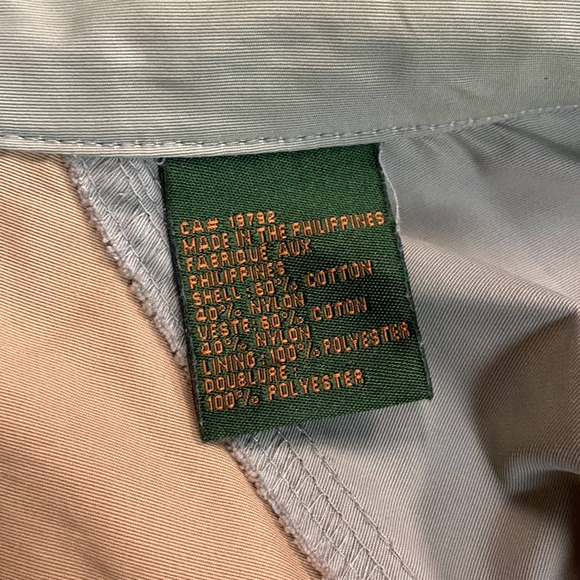 CA# 19792
MADE IN THE PHILIPPINES
FABRIQUE AUX
PHILIPPINES
SHELL: 60% COTTON
40% NYLON
VESTE: 60% COTON
40% NYLON
LINING: 100% POLYESTER
DOUBLURE:
100% POLYESTER